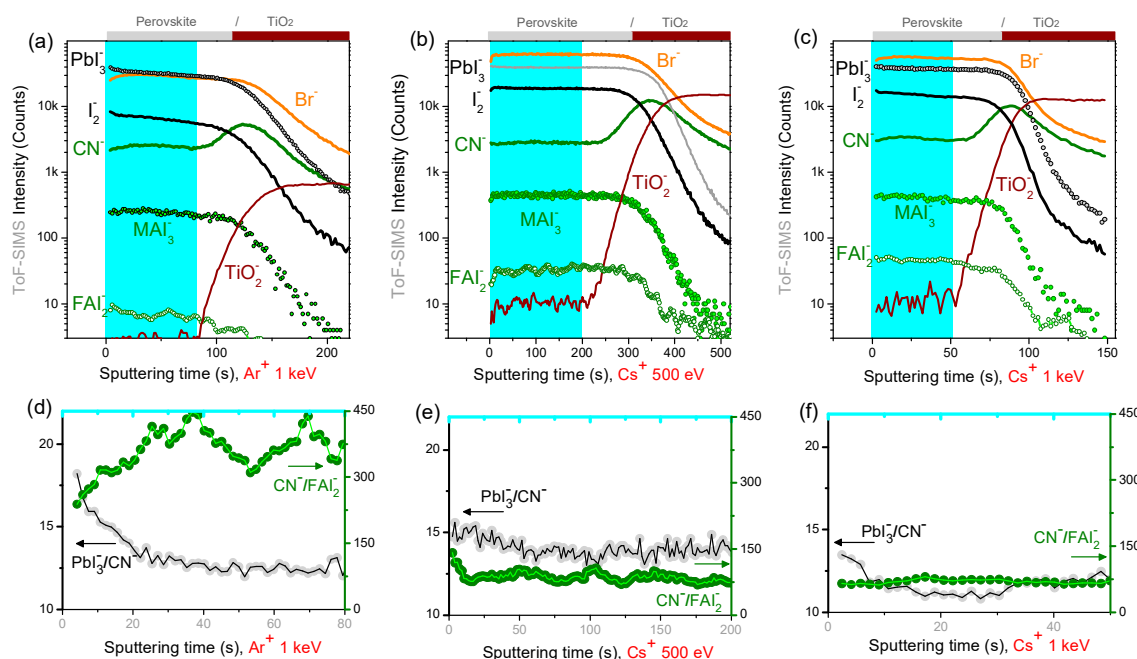 Perovskite / TiO₂
Perovskite / TiO₂
Perovskite / TiO₂
(a)
ToF-SIMS Intensity (Counts)
10k
1k
100
10
PbI₃⁻
I₂⁻
CN⁻
Br⁻
MAI₃⁻
TiO₂⁻
FAI₂⁻
0 100 200
Sputtering time (s), Ar⁺ 1 keV
(b)
ToF-SIMS Intensity (Counts)
10k
1k
100
10
PbI₃⁻
I₂⁻
CN⁻
Br⁻
MAI₃⁻
TiO₂⁻
FAI₂⁻
0 100 200 300 400 500
Sputtering time (s), Cs⁺ 500 eV
(c)
ToF-SIMS Intensity (Counts)
10k
1k
100
10
PbI₃⁻
I₂⁻
CN⁻
Br⁻
MAI₃⁻
TiO₂⁻
FAI₂⁻
0 50 100 150
Sputtering time (s), Cs⁺ 1 keV
(d)
20
15
10
450
300
150
0
CN⁻/FAI₂⁻
PbI₃⁻/CN⁻
0 20 40 60 80
Sputtering time (s), Ar⁺ 1 keV
(e)
20
15
10
450
300
150
0
PbI₃⁻/CN⁻
CN⁻/FAI₂⁻
0 50 100 150 200
Sputtering time (s), Cs⁺ 500 eV
(f)
20
15
10
450
300
150
0
PbI₃⁻/CN⁻
CN⁻/FAI₂⁻
0 20 40
Sputtering time (s), Cs⁺ 1 keV